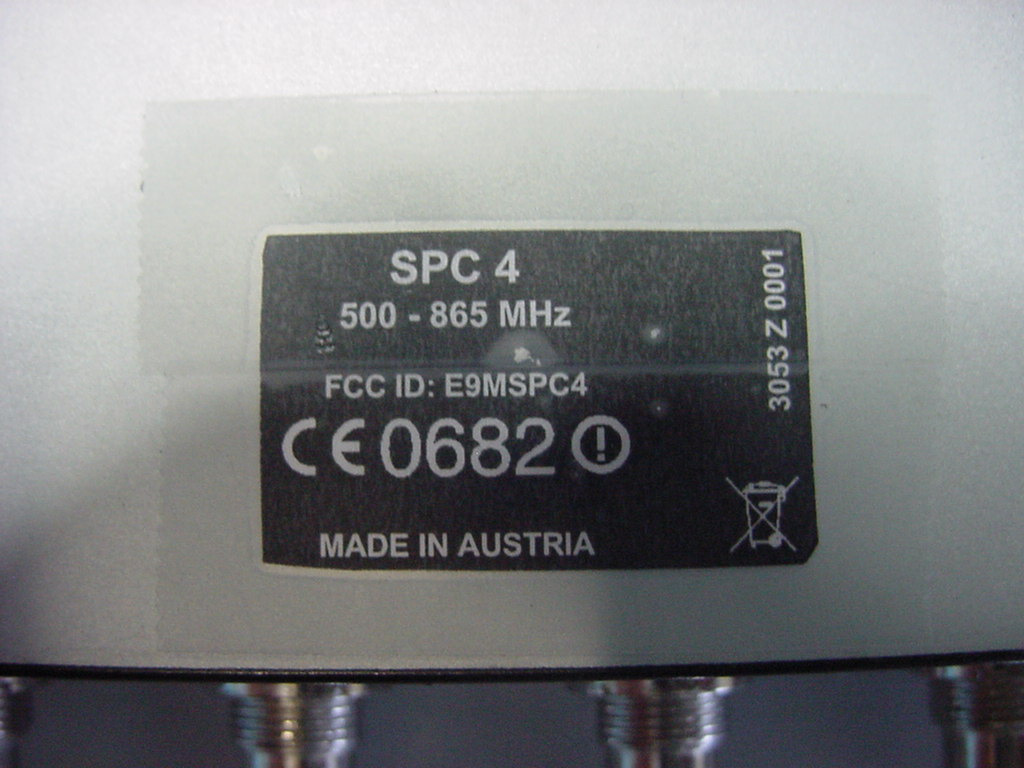 SPC 4
500 - 865 MHz
FCC ID: E9MSPC4
CE 0682
MADE IN AUSTRIA
3053 Z 0001